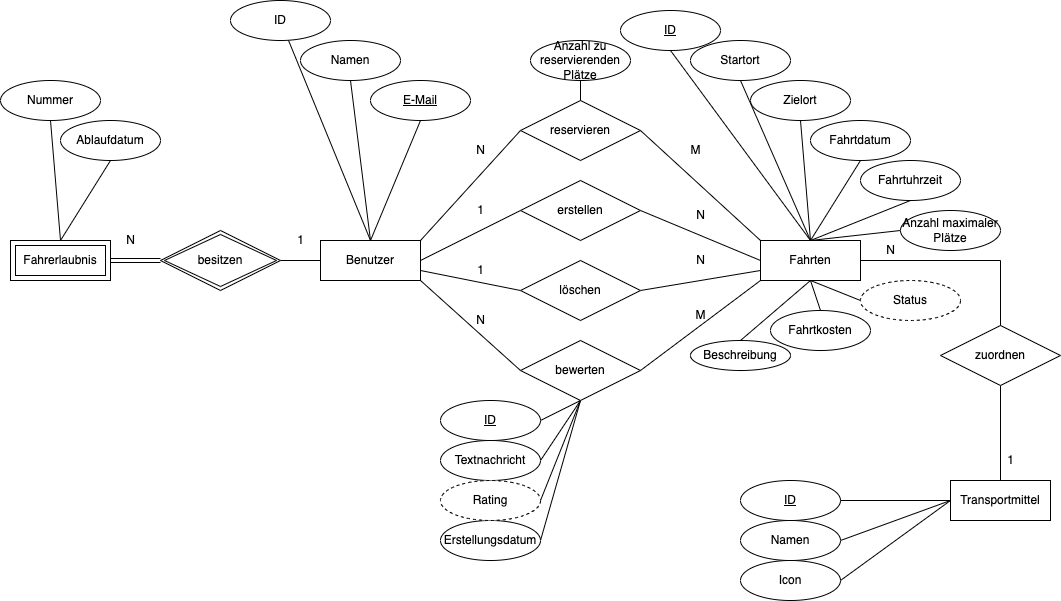 ID
Namen
E-Mail
Nummer
Ablaufdatum
Fahrerlaubnis
N
besitzen
1
Benutzer
Anzahl zu
reservierenden
Plätze
reservieren
N
M
erstellen
1
N
löschen
1
N
bewerten
N
M
ID
Textnachricht
Rating
Erstellungsdatum
ID
Startort
Zielort
Fahrtdatum
Fahrtuhrzeit
Anzahl maximaler
Plätze
Fahrten
N
Status
Fahrtkosten
Beschreibung
zuordnen
1
Transportmittel
ID
Namen
Icon